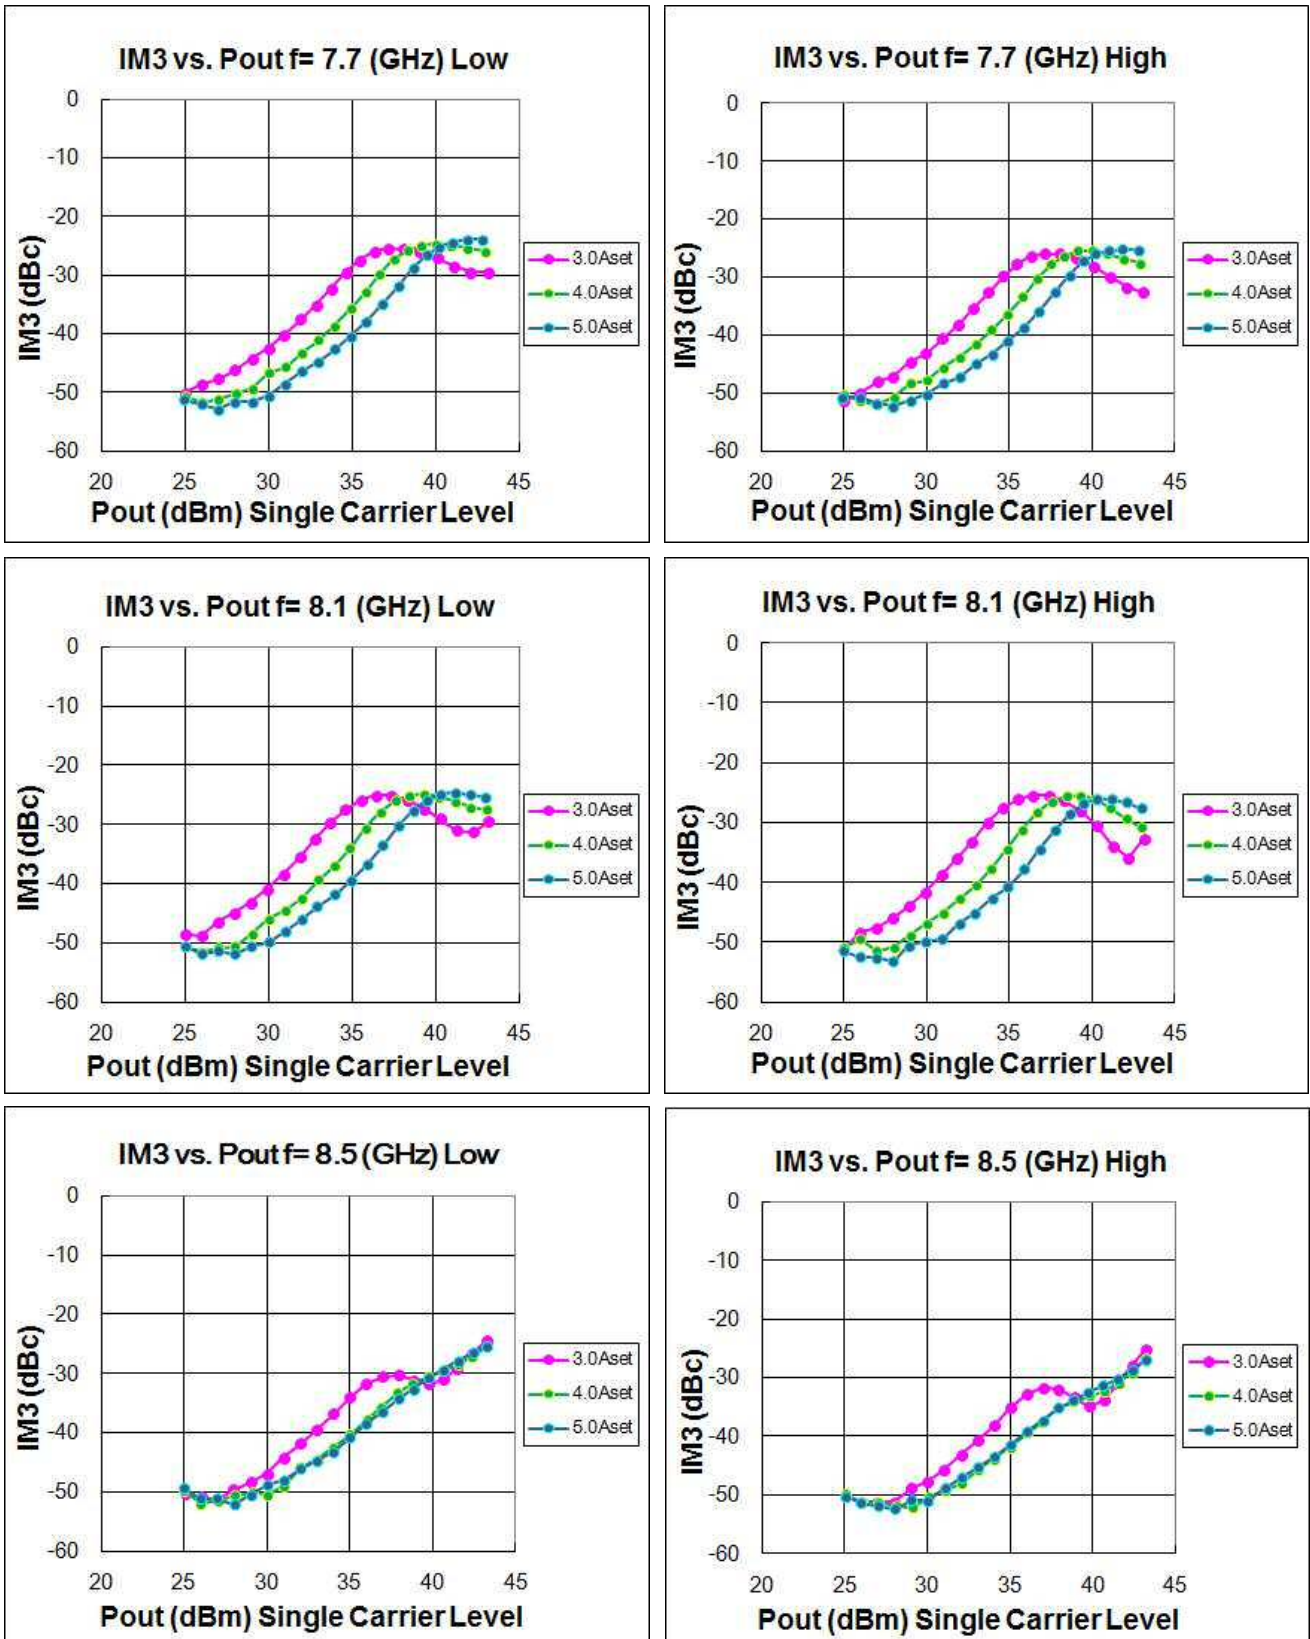 IM3 vs. Pout f= 7.7 (GHz) Low
0
-10
-20
-30
-40
-50
-60
20 25 30 35 40 45
IM3 (dBc)
Pout (dBm) Single Carrier Level
3.0Aset
4.0Aset
5.0Aset
IM3 vs. Pout f= 7.7 (GHz) High
0
-10
-20
-30
-40
-50
-60
20 25 30 35 40 45
IM3 (dBc)
Pout (dBm) Single Carrier Level
3.0Aset
4.0Aset
5.0Aset
IM3 vs. Pout f= 8.1 (GHz) Low
0
-10
-20
-30
-40
-50
-60
20 25 30 35 40 45
IM3 (dBc)
Pout (dBm) Single Carrier Level
3.0Aset
4.0Aset
5.0Aset
IM3 vs. Pout f= 8.1 (GHz) High
0
-10
-20
-30
-40
-50
-60
20 25 30 35 40 45
IM3 (dBc)
Pout (dBm) Single Carrier Level
3.0Aset
4.0Aset
5.0Aset
IM3 vs. Pout f= 8.5 (GHz) Low
0
-10
-20
-30
-40
-50
-60
20 25 30 35 40 45
IM3 (dBc)
Pout (dBm) Single Carrier Level
3.0Aset
4.0Aset
5.0Aset
IM3 vs. Pout f= 8.5 (GHz) High
0
-10
-20
-30
-40
-50
-60
20 25 30 35 40 45
IM3 (dBc)
Pout (dBm) Single Carrier Level
3.0Aset
4.0Aset
5.0Aset